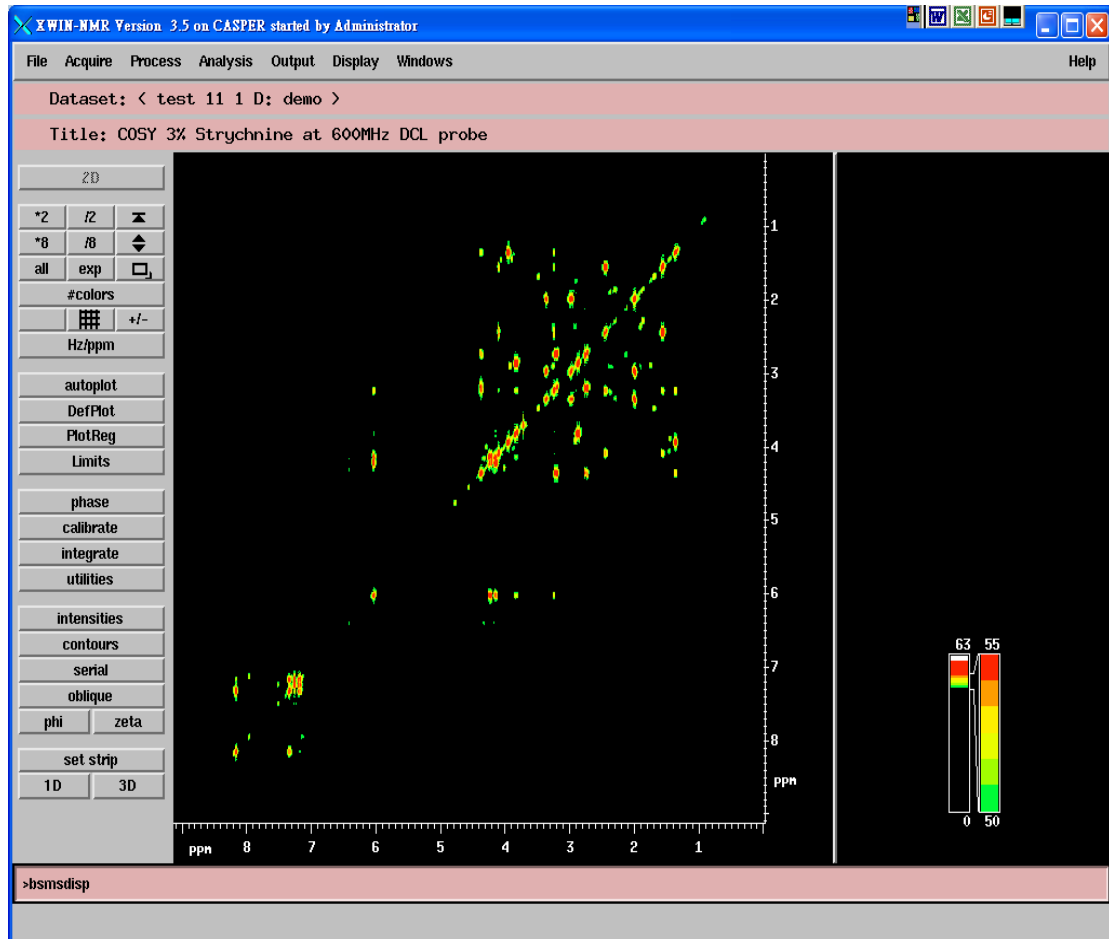 XWIN-NMR Version 3.5 on CASPER started by Administrator
File Acquire Process Analysis Output Display Windows Help
Dataset: < test 11 1 D: demo >
Title: COSY 3% Strychnine at 600MHz DCL probe
2D
*2 /2
*8 /8
all exp
#colors
+/-
Hz/ppm
autoplot
DefPlot
PlotReg
Limits
phase
calibrate
integrate
utilities
intensities
contours
serial
oblique
phi zeta
set strip
1D 3D
1
2
3
4
5
6
7
8
ppm
ppm 8 7 6 5 4 3 2 1
63 55
0 50
>bsmsdisp